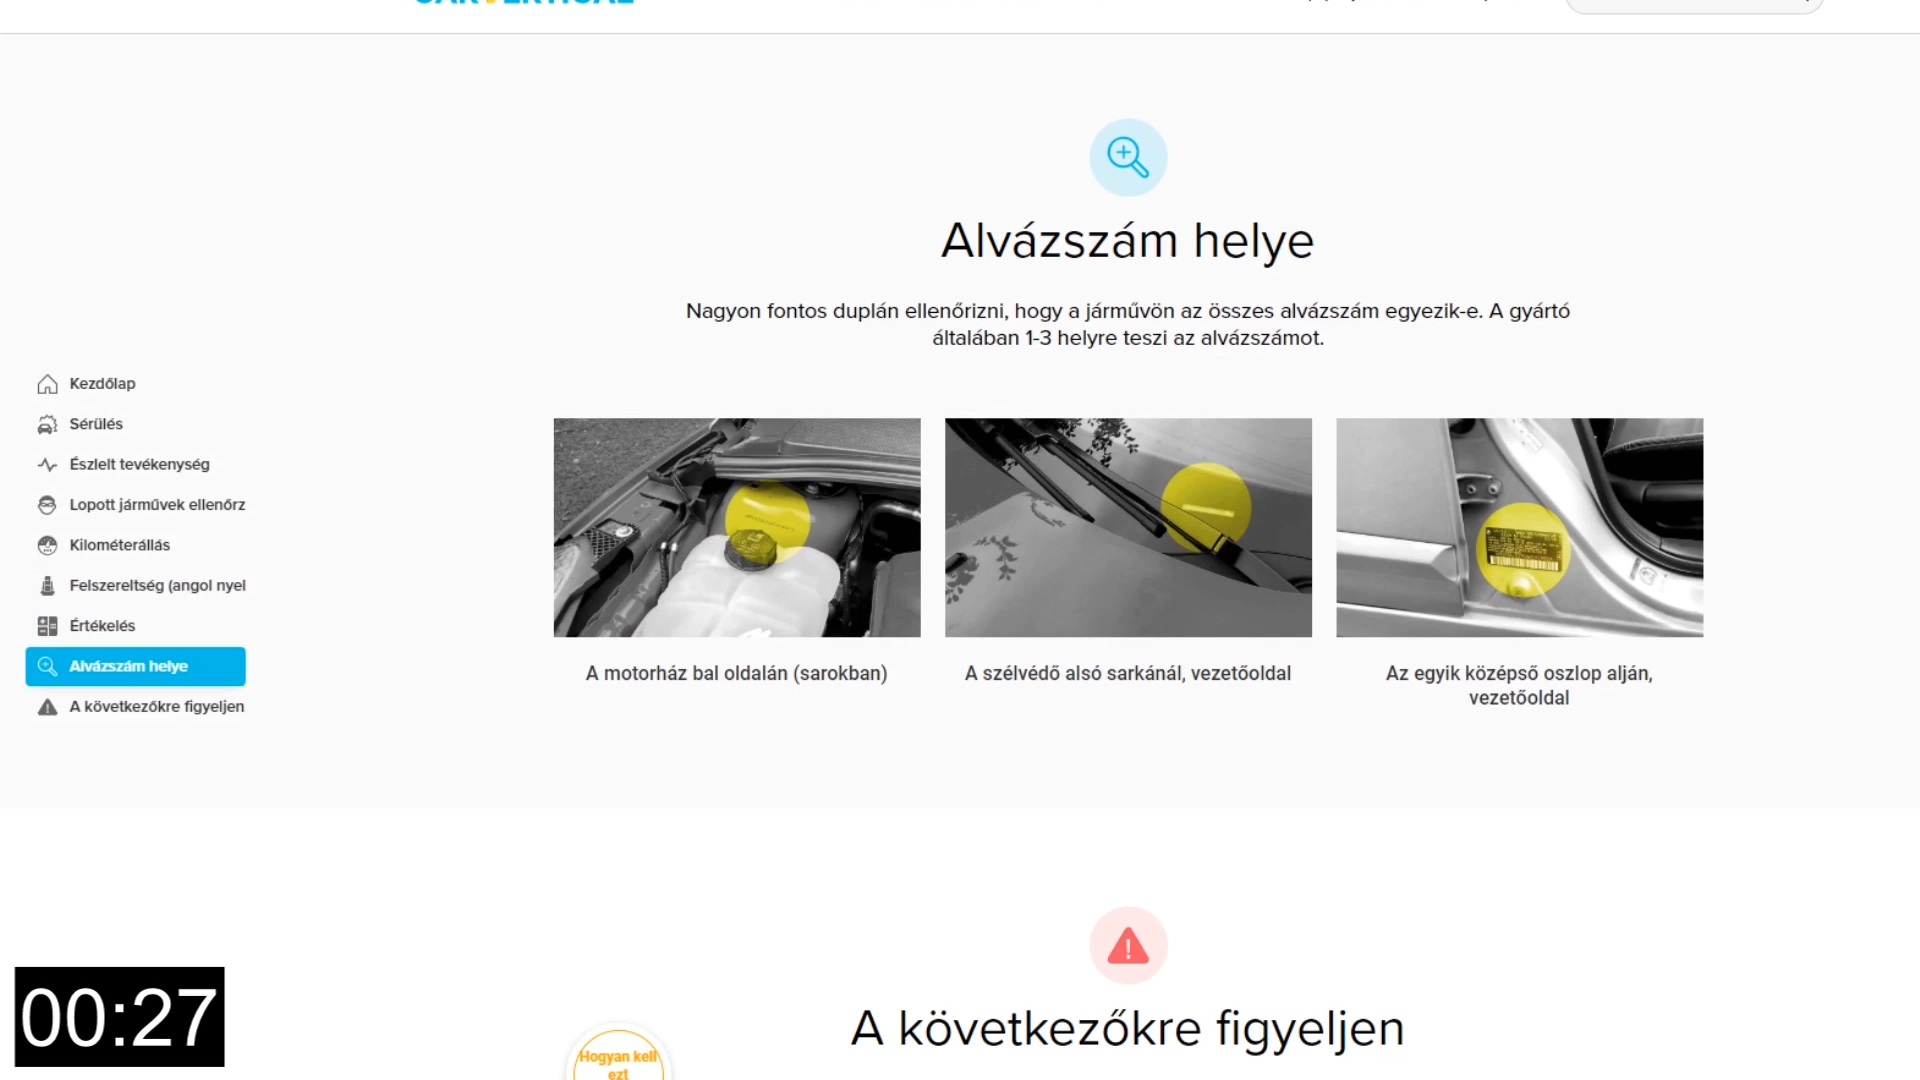 Alvázszám helye
Nagyon fontos duplán ellenőrizni, hogy a járművön az összes alvázszám egyezik-e. A gyártó
általában 1-3 helyre teszi az alvázszámot.
Kezdőlap
Sérülés
Észlelt tevékenység
Lopott járművek ellenőrz
Kilométerállás
Felszereltség (angol nyel
Értékelés
Alvázszám helye
A következőkre figyeljen
A motorház bal oldalán (sarokban)
A szélvédő alsó sarkánál, vezetőoldal
Az egyik középső oszlop alján,
vezetőoldal
A következőkre figyeljen
Hogyan kell
ezt
00:27